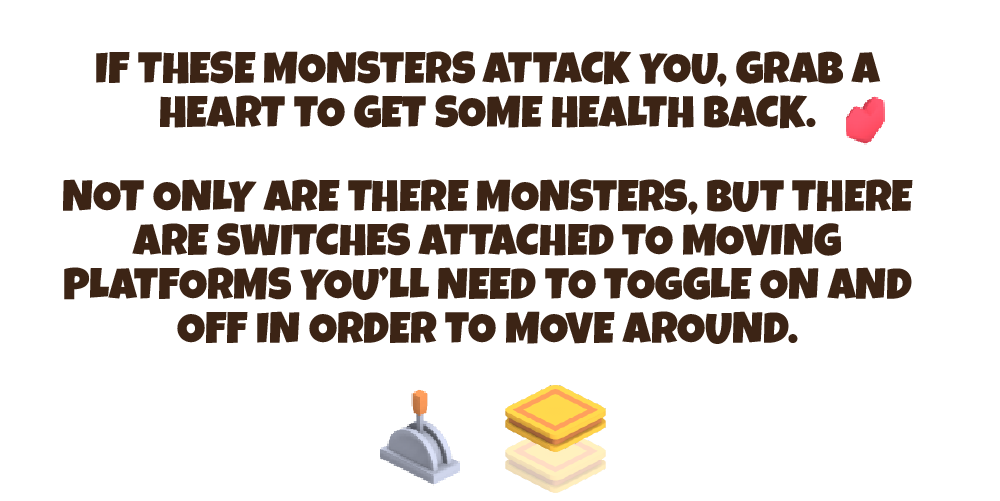 IF THESE MONSTERS ATTACK YOU, GRAB A
HEART TO GET SOME HEALTH BACK.
NOT ONLY ARE THERE MONSTERS, BUT THERE
ARE SWITCHES ATTACHED TO MOVING
PLATFORMS YOU’LL NEED TO TOGGLE ON AND
OFF IN ORDER TO MOVE AROUND.